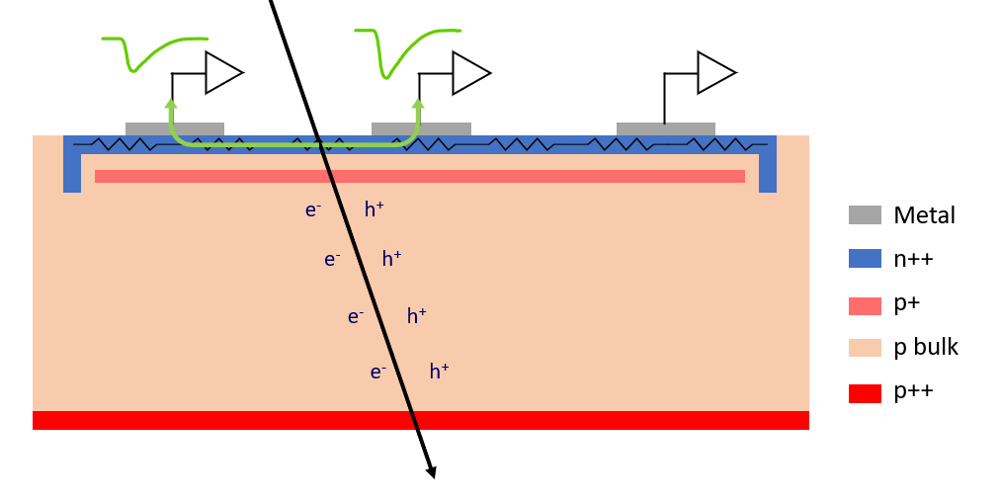 e⁻ h⁺
e⁻ h⁺
e⁻ h⁺
e⁻ h⁺
Metal
n++
p+
p bulk
p++